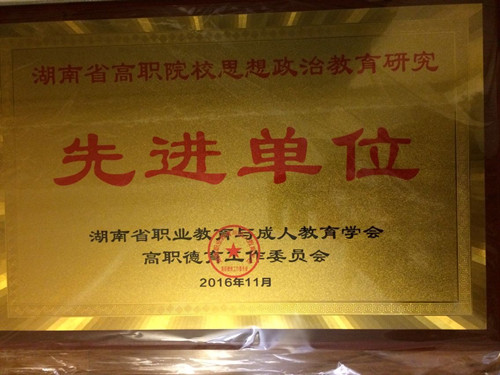 湖南省高职院校思想政治教育研究
先进单位
湖南省职业教育与成人教育学会
高职德育工作委员会
2016年11月